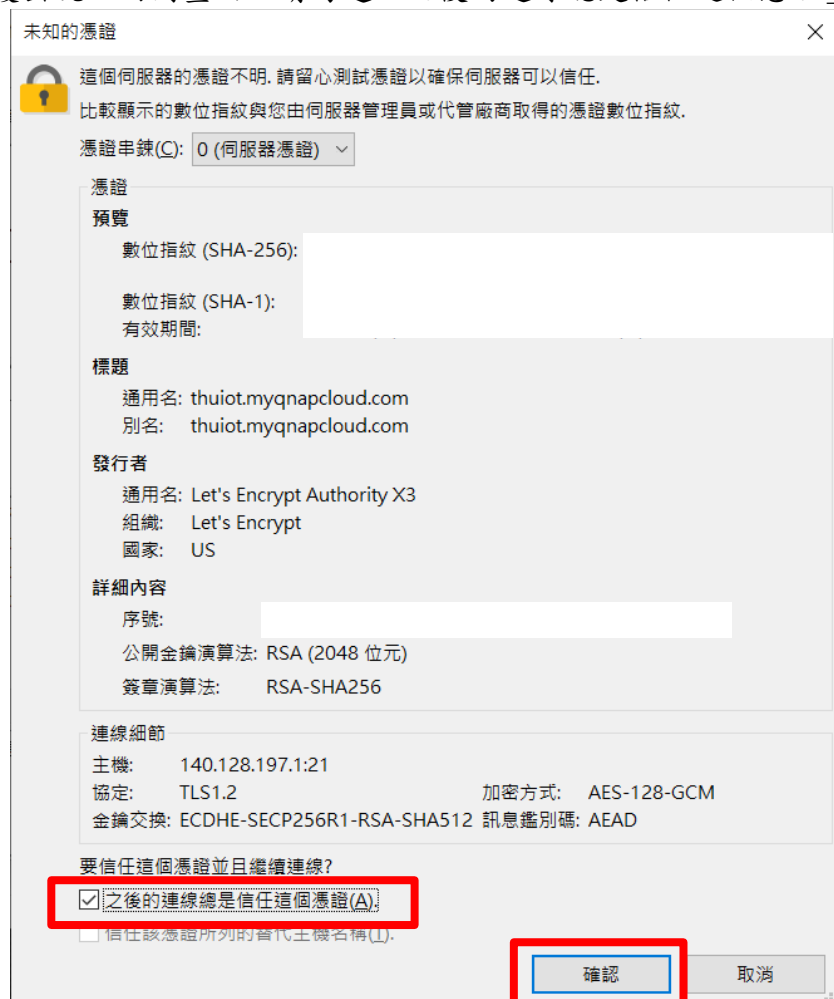 未知的憑證
這個伺服器的憑證不明. 請留心測試憑證以確保伺服器可以信任.
比較顯示的數位指紋與您由伺服器管理員或代管廠商取得的憑證數位指紋.
憑證串鍊(C): 0 (伺服器憑證)
憑證
預覽
數位指紋 (SHA-256):
數位指紋 (SHA-1):
有效期間:
標題
通用名: thuiot.myqnapcloud.com
別名: thuiot.myqnapcloud.com
發行者
通用名: Let's Encrypt Authority X3
組織: Let's Encrypt
國家: US
詳細內容
序號:
公開金鑰演算法: RSA (2048 位元)
簽章演算法: RSA-SHA256
連線細節
主機: 140.128.197.1:21
協定: TLS1.2 加密方式: AES-128-GCM
金鑰交換: ECDHE-SECP256R1-RSA-SHA512 訊息鑑別碼: AEAD
要信任這個憑證並且繼續連線?
之後的連線總是信任這個憑證(A).
信任該憑證所列的替代主機名稱(T).
確認 取消